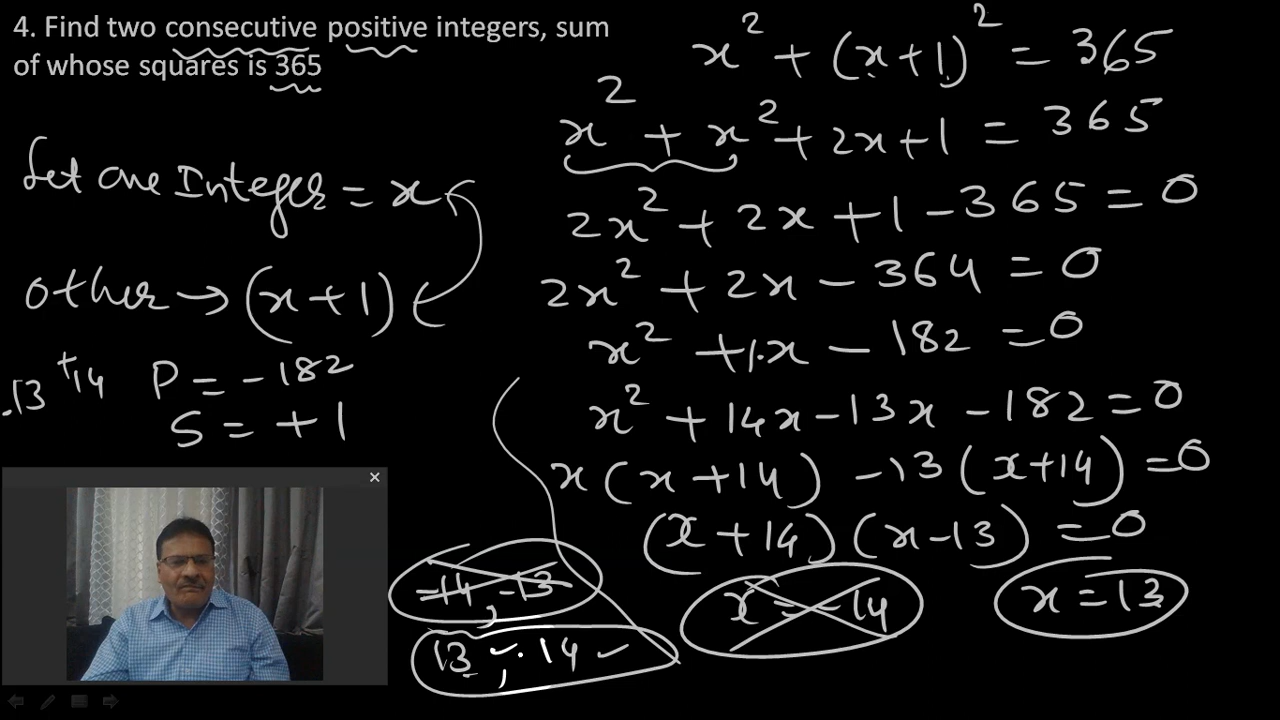 4. Find two consecutive positive integers, sum
of whose squares is 365
Let one Integer = x
other → (x+1)
-13 +14 P = -182
S = +1
x² + (x+1)² = 365
x² + x² + 2x + 1 = 365
2x² + 2x + 1 - 365 = 0
2x² + 2x - 364 = 0
x² + 1.x - 182 = 0
x² + 14x - 13x - 182 = 0
x(x+14) - 13(x+14) = 0
(x+14)(x-13) = 0
x = -14 x = 13
-14, -13
13, 14